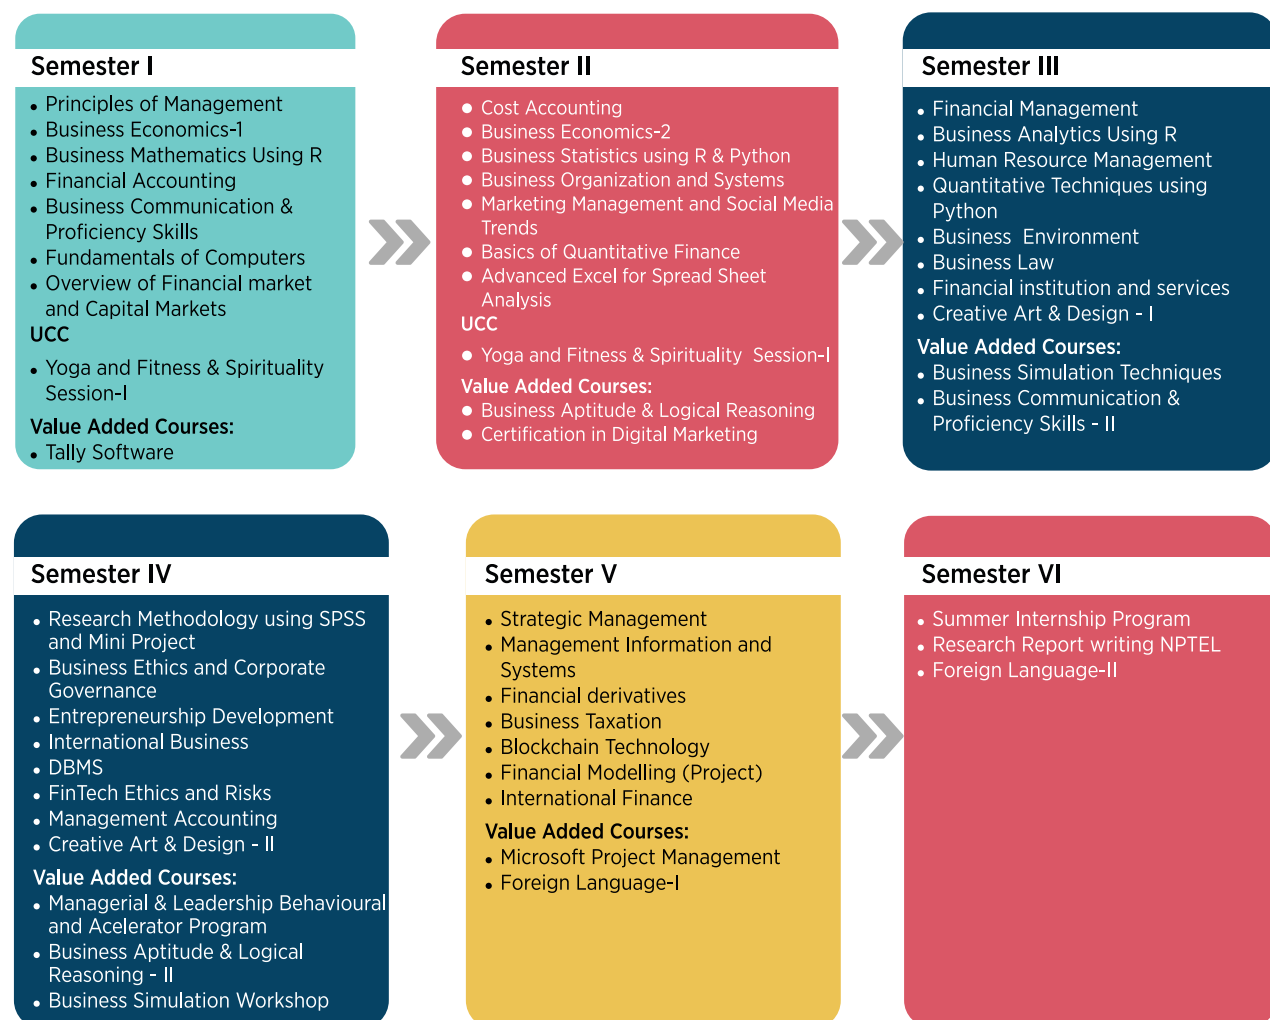 Semester I
• Principles of Management
• Business Economics-1
• Business Mathematics Using R
• Financial Accounting
• Business Communication &
Proficiency Skills
• Fundamentals of Computers
• Overview of Financial market
and Capital Markets
UCC
• Yoga and Fitness & Spirituality
Session-I
Value Added Courses:
• Tally Software
Semester II
• Cost Accounting
• Business Economics-2
• Business Statistics using R & Python
• Business Organization and Systems
• Marketing Management and Social Media
Trends
• Basics of Quantitative Finance
• Advanced Excel for Spread Sheet
Analysis
UCC
• Yoga and Fitness & Spirituality Session-I
Value Added Courses:
• Business Aptitude & Logical Reasoning
• Certification in Digital Marketing
Semester III
• Financial Management
• Business Analytics Using R
• Human Resource Management
• Quantitative Techniques using
Python
• Business Environment
• Business Law
• Financial institution and services
• Creative Art & Design - I
Value Added Courses:
• Business Simulation Techniques
• Business Communication &
Proficiency Skills - II
Semester IV
• Research Methodology using SPSS
and Mini Project
• Business Ethics and Corporate
Governance
• Entrepreneurship Development
• International Business
• DBMS
• FinTech Ethics and Risks
• Management Accounting
• Creative Art & Design - II
Value Added Courses:
• Managerial & Leadership Behavioural
and Acelerator Program
• Business Aptitude & Logical
Reasoning - II
• Business Simulation Workshop
Semester V
• Strategic Management
• Management Information and
Systems
• Financial derivatives
• Business Taxation
• Blockchain Technology
• Financial Modelling (Project)
• International Finance
Value Added Courses:
• Microsoft Project Management
• Foreign Language-I
Semester VI
• Summer Internship Program
• Research Report writing NPTEL
• Foreign Language-II